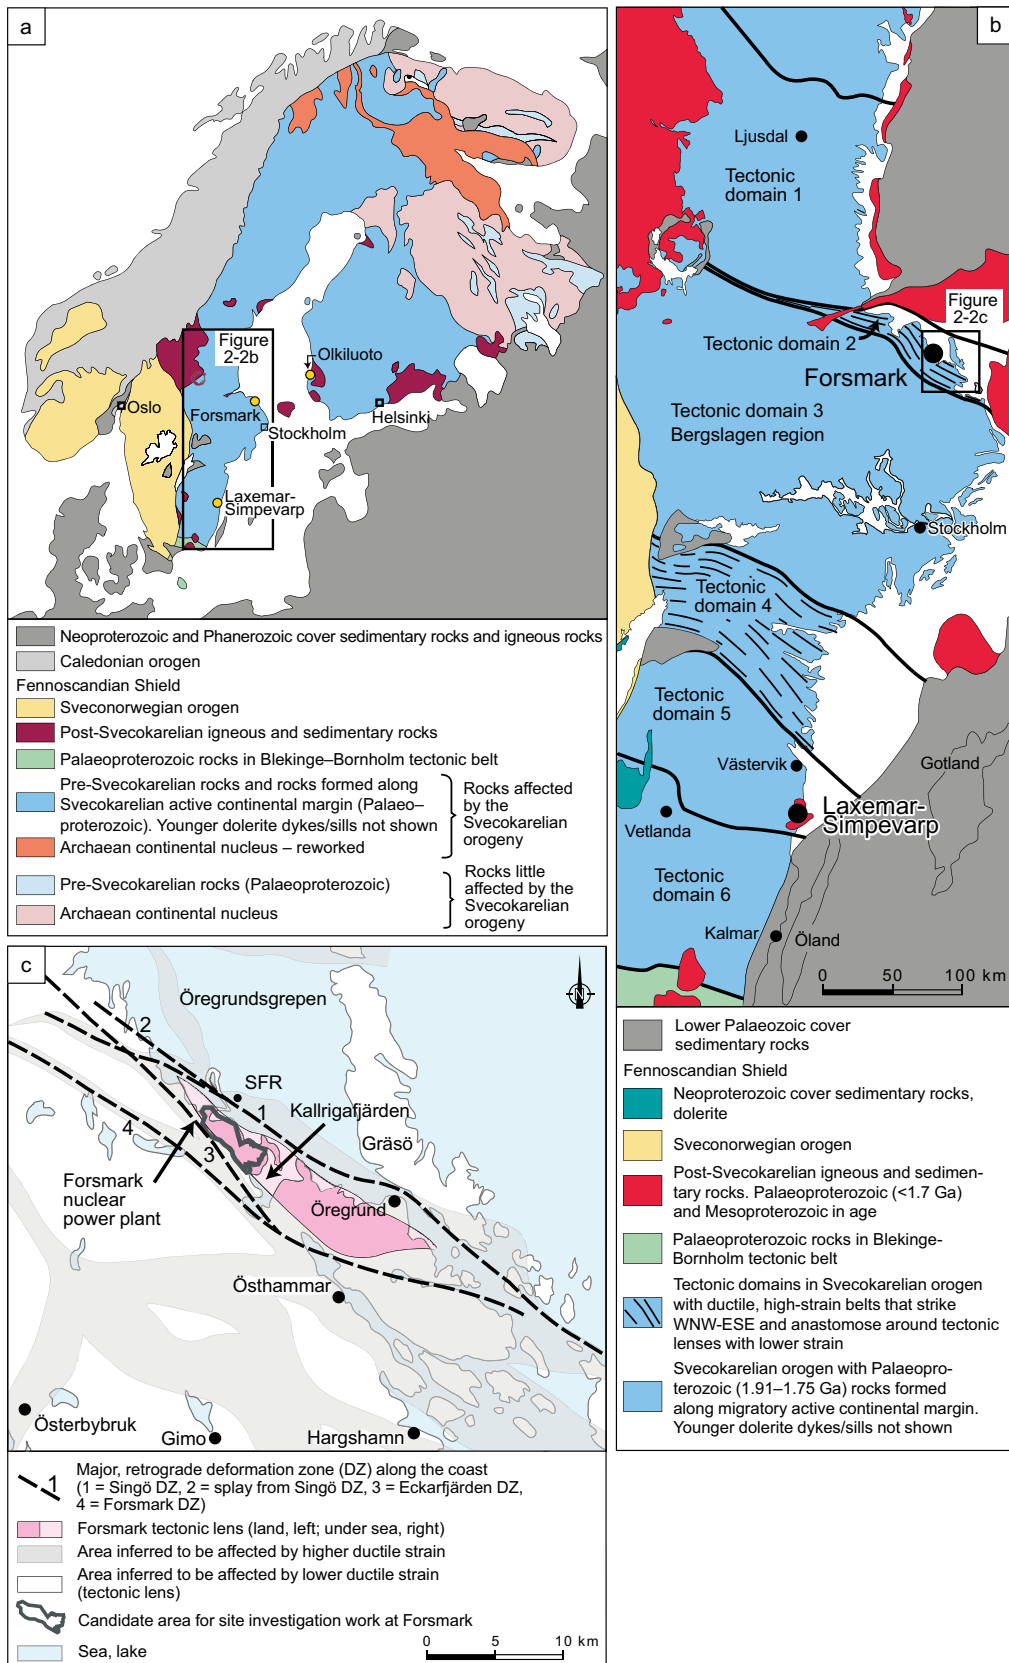 a
Figure
2-2b
Olkiluoto
Oslo
Forsmark
Helsinki
Stockholm
Laxemar-
Simpevarp
Neoproterozoic and Phanerozoic cover sedimentary rocks and igneous rocks
Caledonian orogen
Fennoscandian Shield
Sveconorwegian orogen
Post-Svecokarelian igneous and sedimentary rocks
Palaeoproterozoic rocks in Blekinge–Bornholm tectonic belt
Pre-Svecokarelian rocks and rocks formed along
Svecokarelian active continental margin (Palaeo–
proterozoic). Younger dolerite dykes/sills not shown
Archaean continental nucleus – reworked
Rocks affected
by the
Svecokarelian
orogeny
Pre-Svecokarelian rocks (Palaeoproterozoic)
Archaean continental nucleus
Rocks little
affected by the
Svecokarelian
orogeny
b
Ljusdal
Tectonic
domain 1
Figure
2-2c
Tectonic domain 2
Forsmark
Tectonic domain 3
Bergslagen region
Stockholm
Tectonic
domain 4
Tectonic
domain 5
Västervik
Gotland
Laxemar-
Simpevarp
Vetlanda
Tectonic
domain 6
Kalmar
Öland
0 50 100 km
Lower Palaeozoic cover
sedimentary rocks
Fennoscandian Shield
Neoproterozoic cover sedimentary rocks,
dolerite
Sveconorwegian orogen
Post-Svecokarelian igneous and sedimen-
tary rocks. Palaeoproterozoic (<1.7 Ga)
and Mesoproterozoic in age
Palaeoproterozoic rocks in Blekinge-
Bornholm tectonic belt
Tectonic domains in Svecokarelian orogen
with ductile, high-strain belts that strike
WNW-ESE and anastomose around tectonic
lenses with lower strain
Svecokarelian orogen with Palaeopro-
terozoic (1.91–1.75 Ga) rocks formed
along migratory active continental margin.
Younger dolerite dykes/sills not shown
c
Öregrundsgrepen
N
2
SFR
1
Kallrigafjärden
4
3
Gräsö
Forsmark
nuclear
power plant
Öregrund
Östhammar
Österbybruk
Gimo
Hargshamn
1
Major, retrograde deformation zone (DZ) along the coast
(1 = Singö DZ, 2 = splay from Singö DZ, 3 = Eckarfjärden DZ,
4 = Forsmark DZ)
Forsmark tectonic lens (land, left; under sea, right)
Area inferred to be affected by higher ductile strain
Area inferred to be affected by lower ductile strain
(tectonic lens)
Candidate area for site investigation work at Forsmark
Sea, lake
0 5 10 km